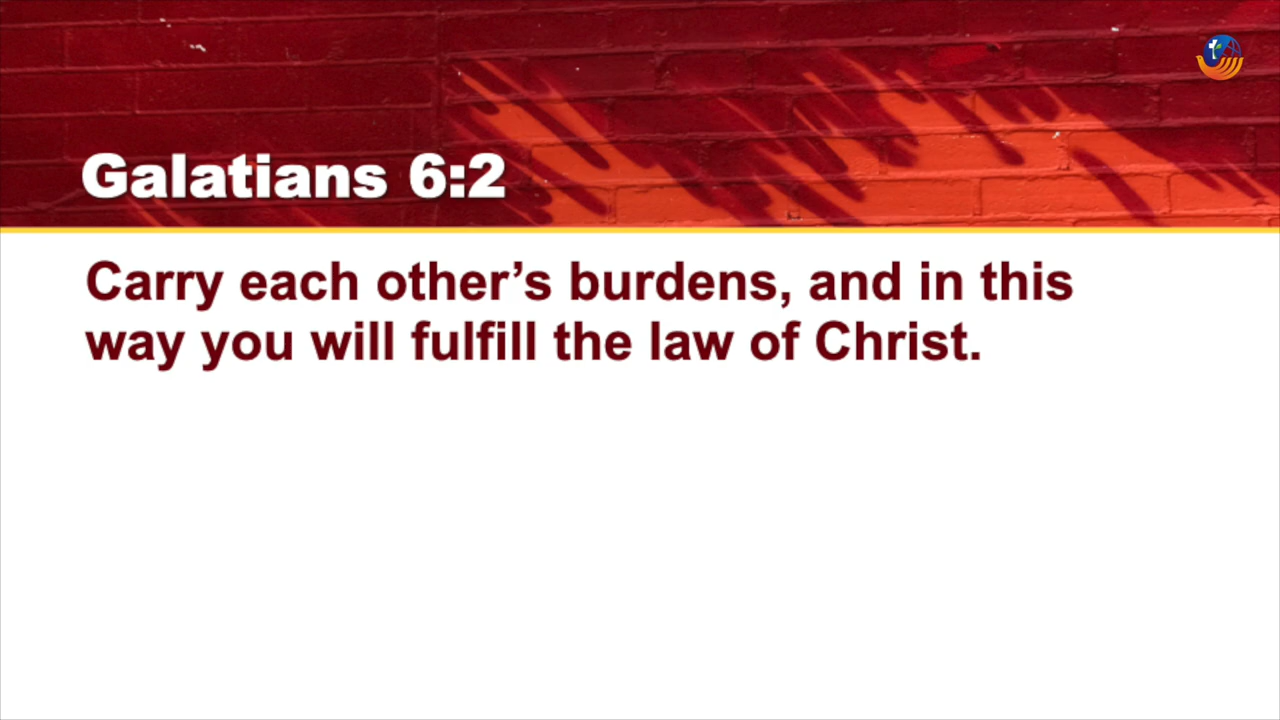 Galatians 6:2
Carry each other’s burdens, and in this
way you will fulfill the law of Christ.